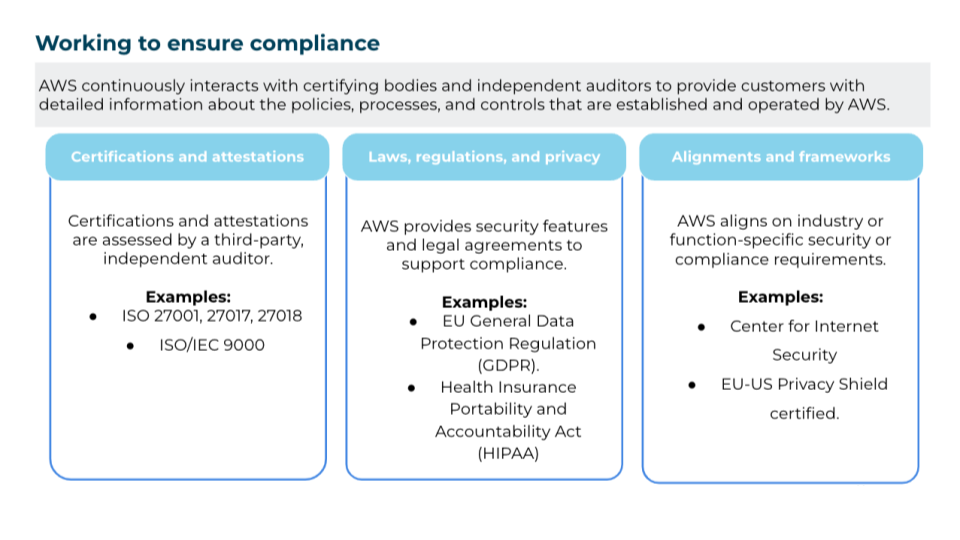 Working to ensure compliance
AWS continuously interacts with certifying bodies and independent auditors to provide customers with
detailed information about the policies, processes, and controls that are established and operated by AWS.
Certifications and attestations
Certifications and attestations
are assessed by a third-party,
independent auditor.
Examples:
● ISO 27001, 27017, 27018
● ISO/IEC 9000
Laws, regulations, and privacy
AWS provides security features
and legal agreements to
support compliance.
Examples:
● EU General Data
Protection Regulation
(GDPR).
● Health Insurance
Portability and
Accountability Act
(HIPAA)
Alignments and frameworks
AWS aligns on industry or
function-specific security or
compliance requirements.
Examples:
● Center for Internet
Security
● EU-US Privacy Shield
certified.